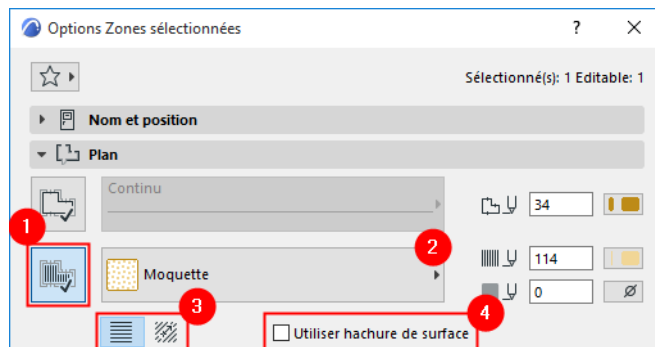 Options Zones sélectionnées
?
Sélectionné(s): 1 Editable: 1
Nom et position
Plan
Continu
34
1
2
Moquette
114
3
0
4
Utiliser hachure de surface